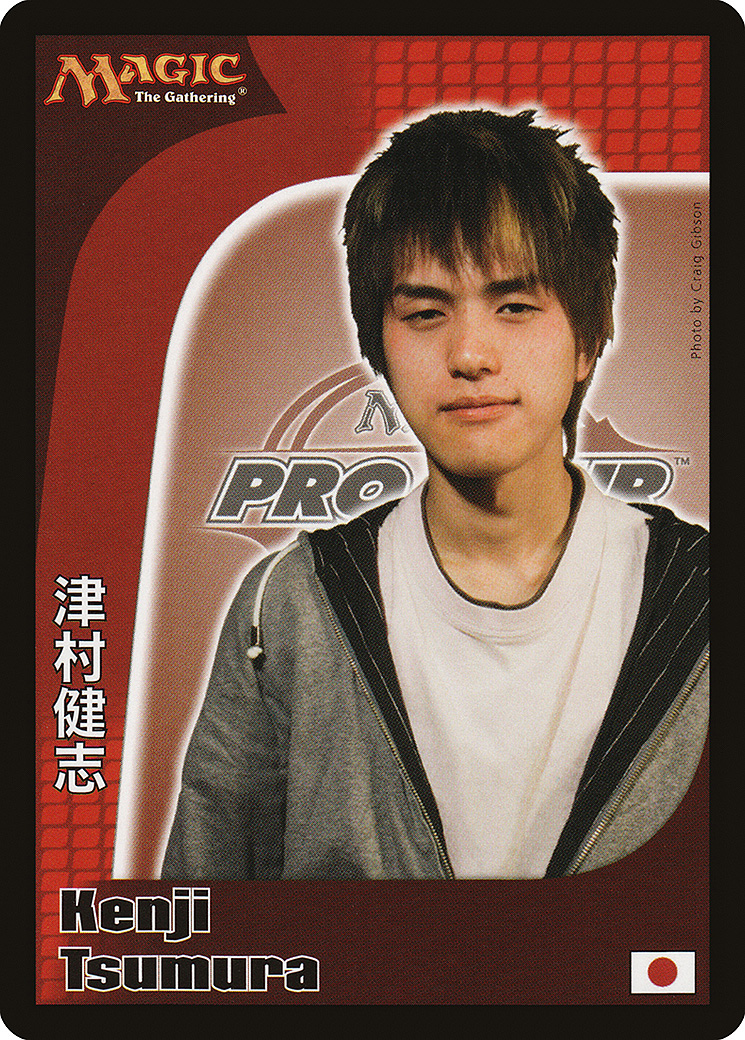 MAGIC
The Gathering®
Photo by Craig Gibson
PRO
™
津村健志
Kenji
Tsumura